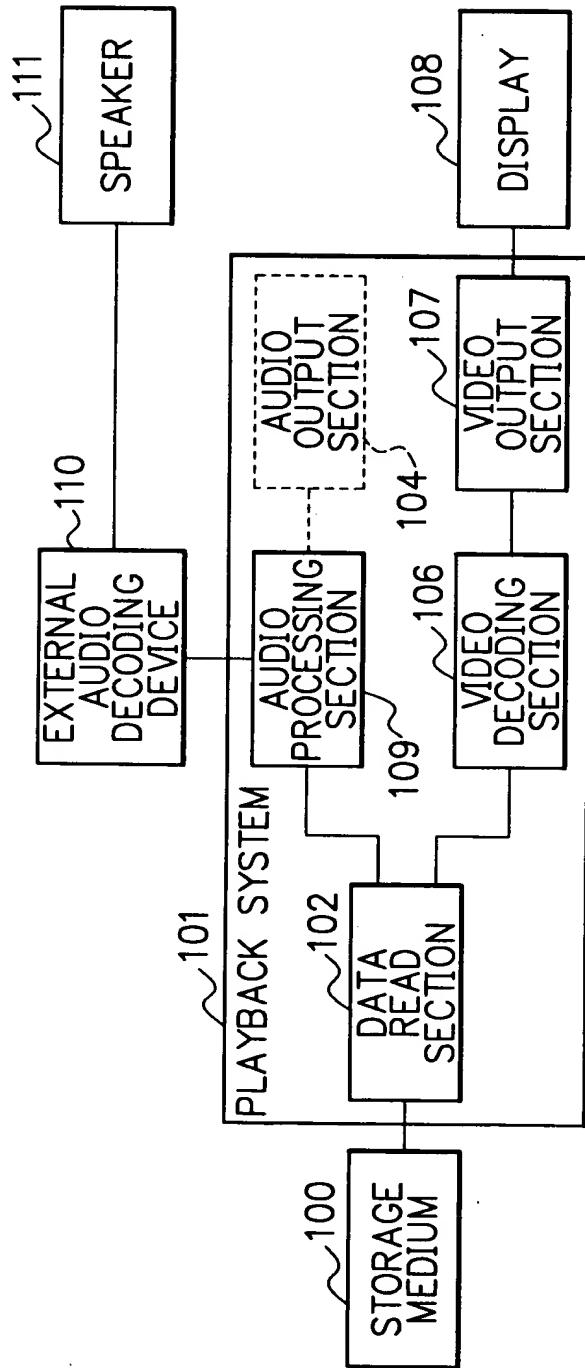 100
STORAGE
MEDIUM
101
PLAYBACK SYSTEM
102
DATA
READ
SECTION
110
EXTERNAL
AUDIO
DECODING
DEVICE
AUDIO
PROCESSING
SECTION
109
AUDIO
OUTPUT
SECTION
104
111
SPEAKER
VIDEO
DECODING
SECTION
106
VIDEO
OUTPUT
SECTION
107
108
DISPLAY